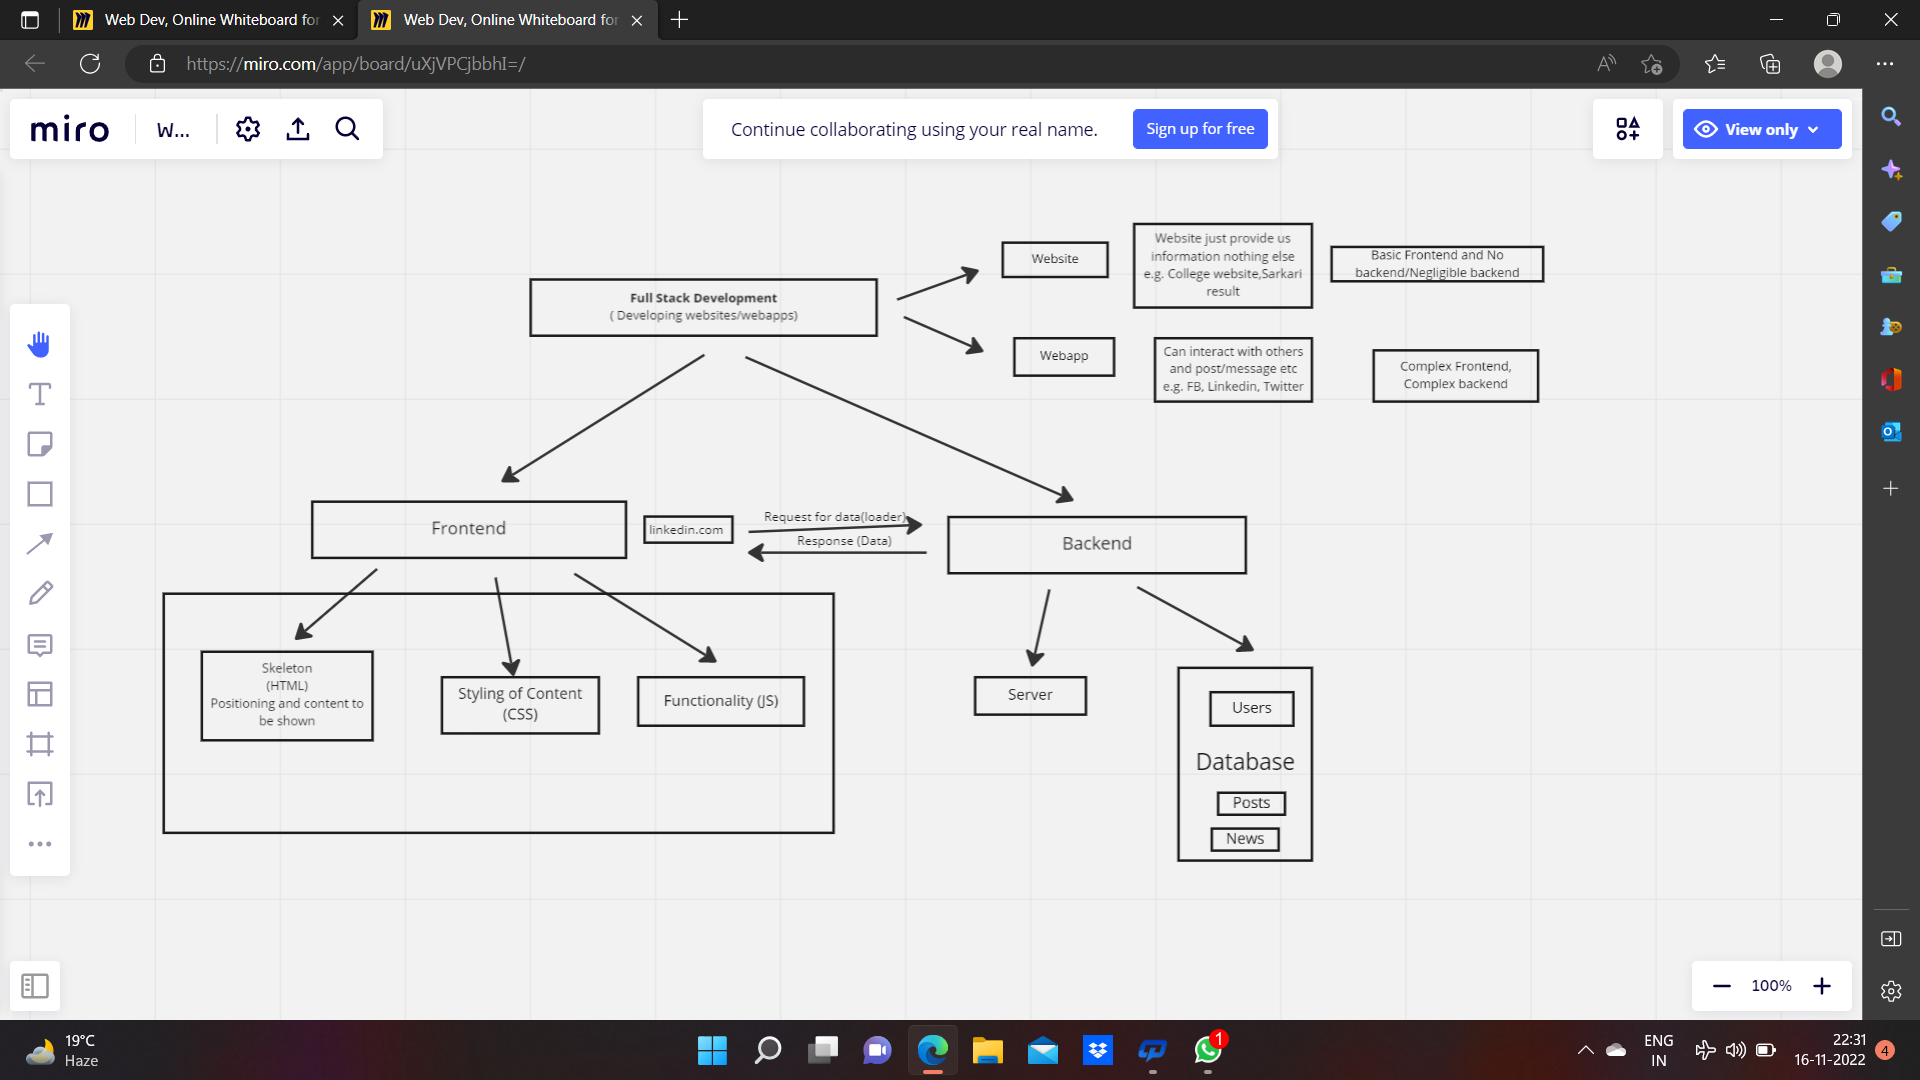 Web Dev, Online Whiteboard for
Web Dev, Online Whiteboard for
https://miro.com/app/board/uXjVPCjbbhI=/
miro
W...
Continue collaborating using your real name.
Sign up for free
View only
Full Stack Development
( Developing websites/webapps)
Website
Website just provide us
information nothing else
e.g. College website,Sarkari
result
Basic Frontend and No
backend/Negligible backend
Webapp
Can interact with others
and post/message etc
e.g. FB, Linkedin, Twitter
Complex Frontend,
Complex backend
Frontend
linkedin.com
Request for data(loader)
Response (Data)
Backend
Skeleton
(HTML)
Positioning and content to
be shown
Styling of Content
(CSS)
Functionality (JS)
Server
Users
Database
Posts
News
100%
19°C
Haze
1
ENG
IN
22:31
16-11-2022
4